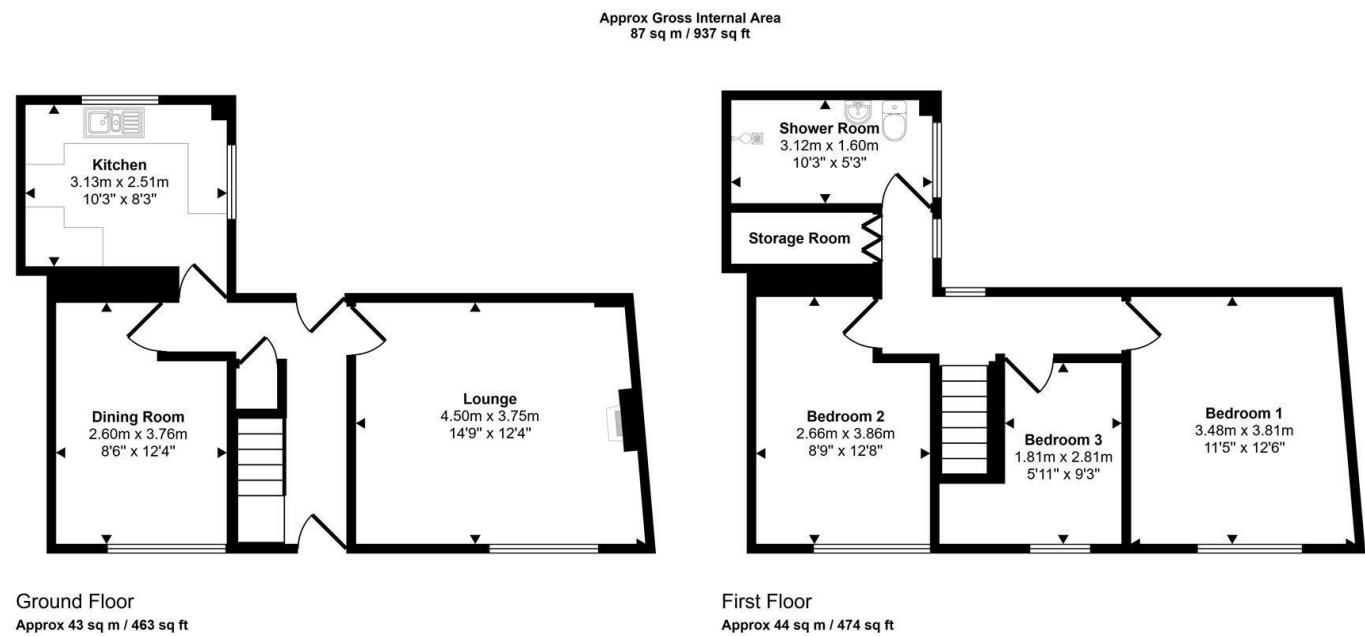 Approx Gross Internal Area
87 sq m / 937 sq ft
Kitchen
3.13m x 2.51m
10'3" x 8'3"
Dining Room
2.60m x 3.76m
8'6" x 12'4"
Lounge
4.50m x 3.75m
14'9" x 12'4"
Ground Floor
Approx 43 sq m / 463 sq ft
Shower Room
3.12m x 1.60m
10'3" x 5'3"
Storage Room
Bedroom 2
2.66m x 3.86m
8'9" x 12'8"
Bedroom 3
1.81m x 2.81m
5'11" x 9'3"
Bedroom 1
3.48m x 3.81m
11'5" x 12'6"
First Floor
Approx 44 sq m / 474 sq ft